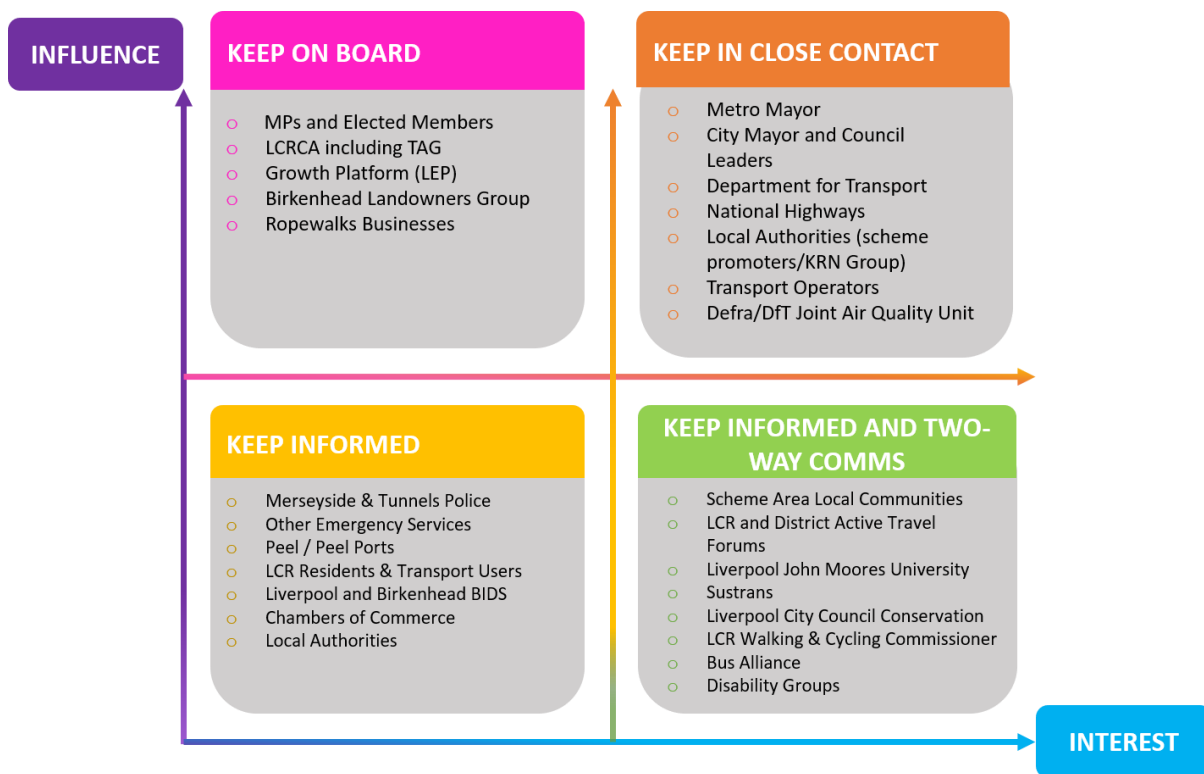 INFLUENCE
KEEP ON BOARD
o MPs and Elected Members
o LCRCA including TAG
o Growth Platform (LEP)
o Birkenhead Landowners Group
o Ropewalks Businesses
KEEP IN CLOSE CONTACT
o Metro Mayor
o City Mayor and Council
Leaders
o Department for Transport
o National Highways
o Local Authorities (scheme
promoters/KRN Group)
o Transport Operators
o Defra/DfT Joint Air Quality Unit
KEEP INFORMED
o Merseyside & Tunnels Police
o Other Emergency Services
o Peel / Peel Ports
o LCR Residents & Transport Users
o Liverpool and Birkenhead BIDS
o Chambers of Commerce
o Local Authorities
KEEP INFORMED AND TWO-
WAY COMMS
o Scheme Area Local Communities
o LCR and District Active Travel
Forums
o Liverpool John Moores University
o Sustrans
o Liverpool City Council Conservation
o LCR Walking & Cycling Commissioner
o Bus Alliance
o Disability Groups
INTEREST